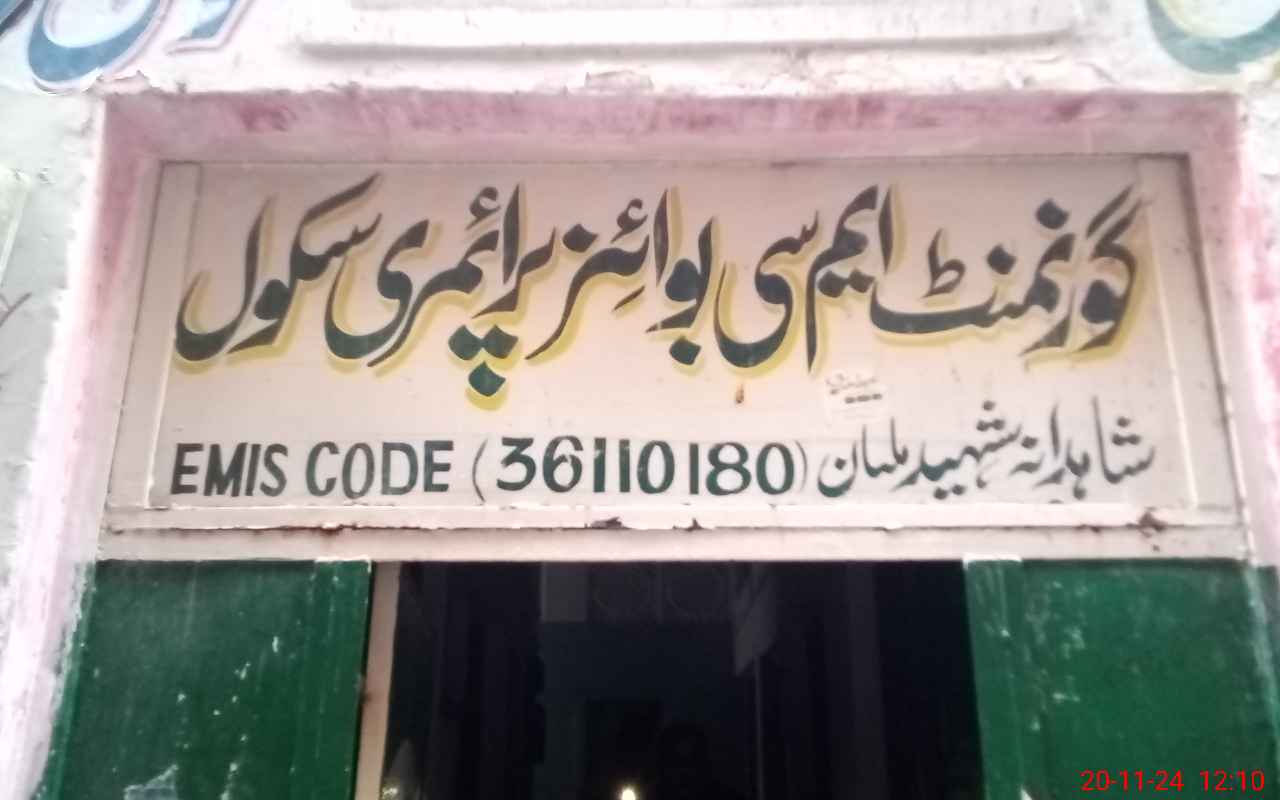 گورنمنٹ ایم سی بوائز پرائمری سکول
شاہدانہ شہید ملتان EMIS CODE (36110180)
20-11-24 12:10